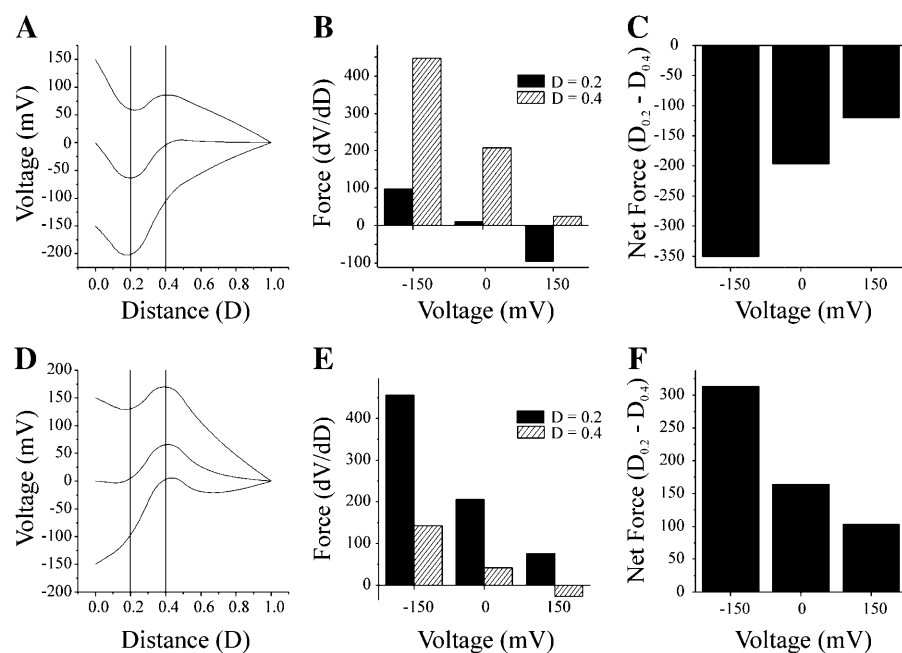 A
Voltage (mV)
150
100
50
0
-50
-100
-150
-200
0.0 0.2 0.4 0.6 0.8 1.0
Distance (D)
B
Force (dV/dD)
400
300
200
100
0
-100
D = 0.2
D = 0.4
-150 0 150
Voltage (mV)
C
Net Force (D0.2 - D0.4)
0
-50
-100
-150
-200
-250
-300
-350
-150 0 150
Voltage (mV)
D
Voltage (mV)
200
150
100
50
0
-50
-100
-150
-200
0.0 0.2 0.4 0.6 0.8 1.0
Distance (D)
E
Force (dV/dD)
400
300
200
100
0
D = 0.2
D = 0.4
-150 0 150
Voltage (mV)
F
Net Force (D0.2 - D0.4)
300
250
200
150
100
50
0
-150 0 150
Voltage (mV)